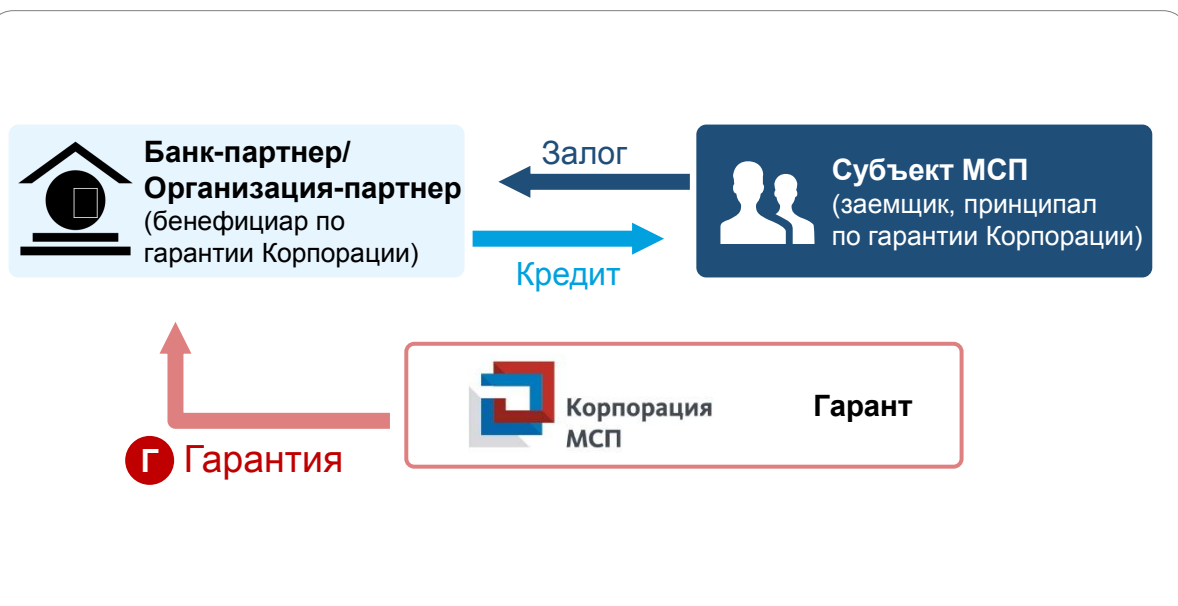 Банк-партнер/
Организация-партнер
(бенефициар по
гарантии Корпорации)
Залог
Кредит
Субъект МСП
(заемщик, принципал
по гарантии Корпорации)
Корпорация
МСП
Гарант
Г Гарантия